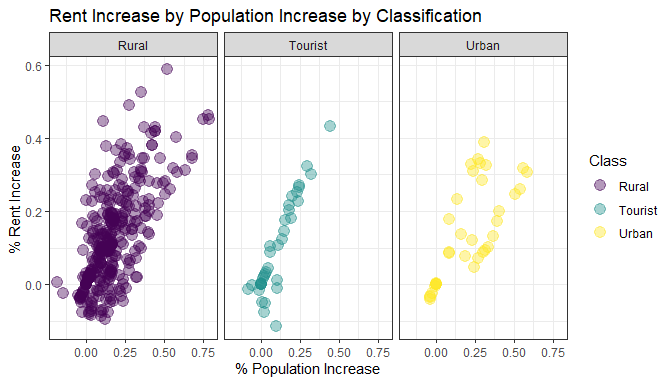 Rent Increase by Population Increase by Classification
Rural
Tourist
Urban
0.6
0.4
0.2
0.0
% Rent Increase
0.00 0.25 0.50 0.75
0.00 0.25 0.50 0.75
0.00 0.25 0.50 0.75
% Population Increase
Class
Rural
Tourist
Urban